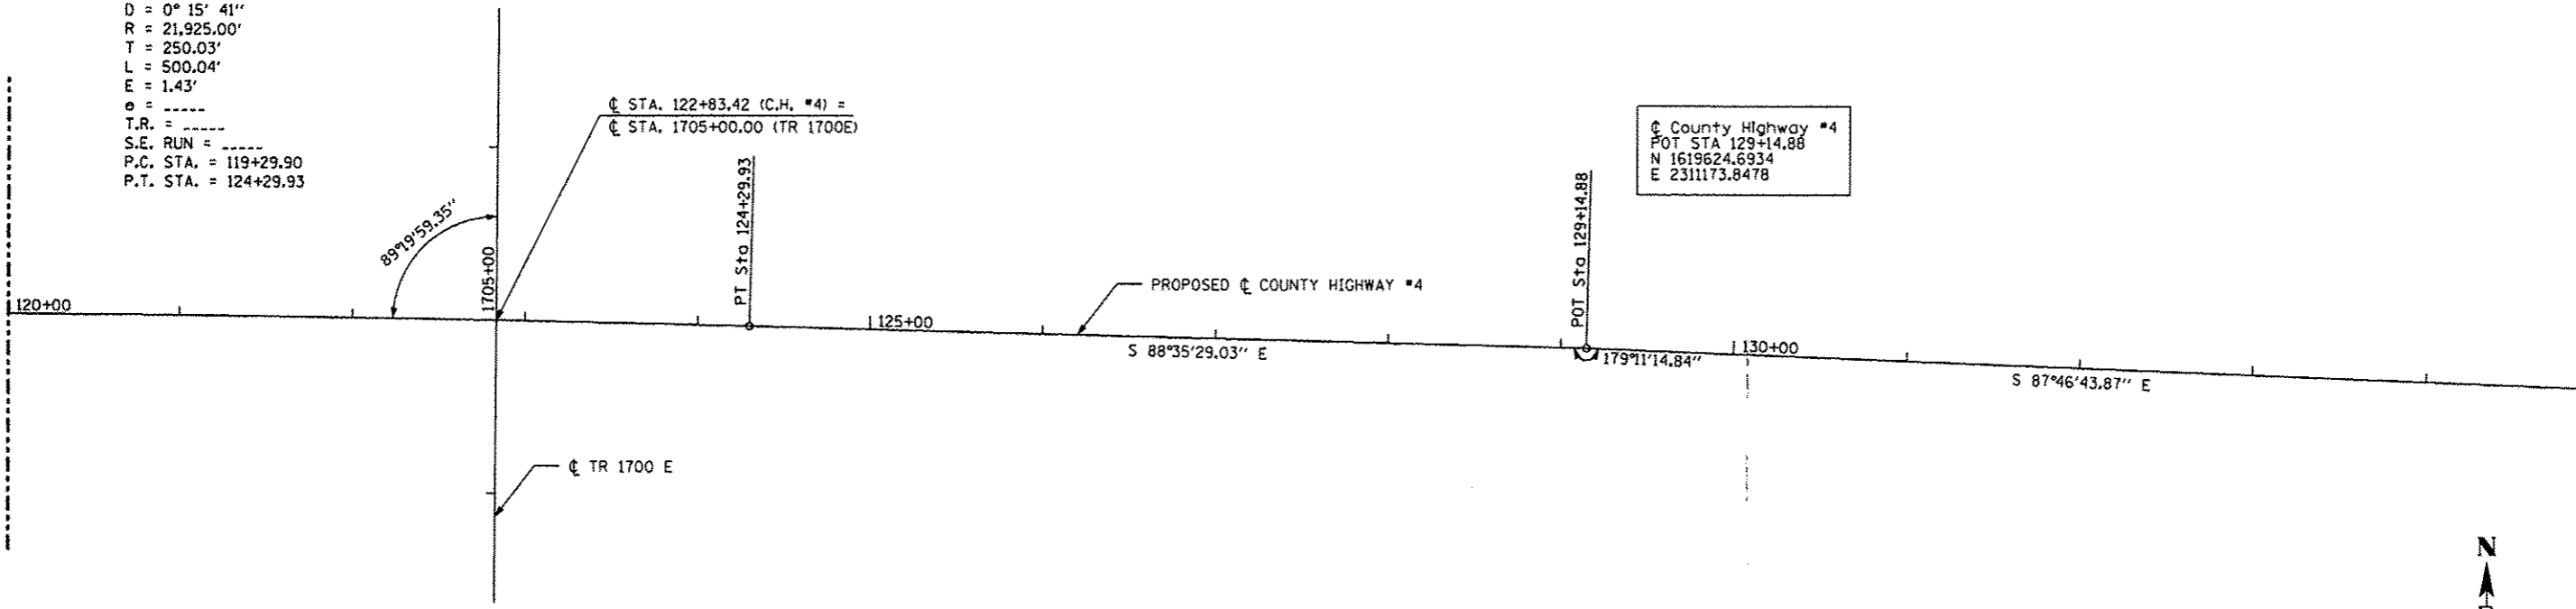 D = 0° 15' 41"
R = 21,925.00'
T = 250.03'
L = 500.04'
E = 1.43'
e = -----
T.R. = -----
S.E. RUN = -----
P.C. STA. = 119+29.90
P.T. STA. = 124+29.93
℄ STA. 122+83.42 (C.H. #4) =
℄ STA. 1705+00.00 (TR 1700E)
℄ County Highway #4
POT STA 129+14.88
N 1619624.6934
E 2311173.8478
89°19'59.35"
1705+00
PT Sta 124+29.93
POT Sta 129+14.88
PROPOSED ℄ COUNTY HIGHWAY #4
120+00
125+00
130+00
S 88°35'29.03" E
179°11'14.84"
S 87°46'43.87" E
℄ TR 1700 E
N